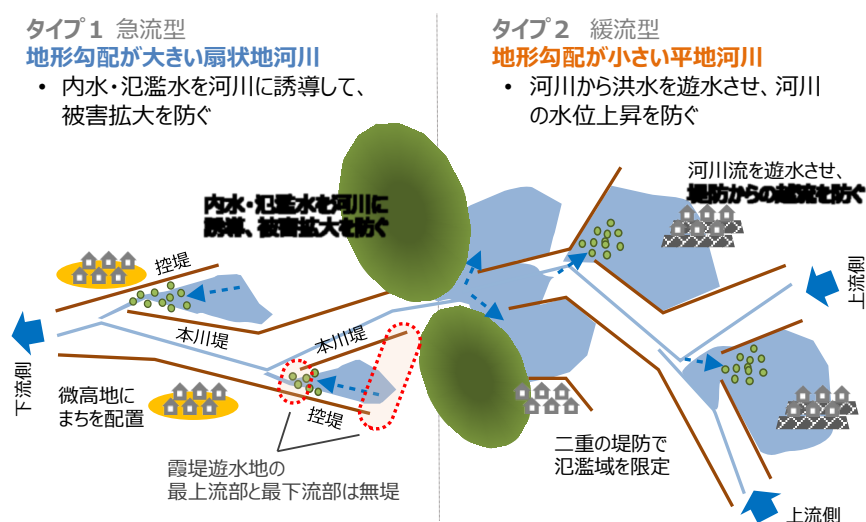 タイプ1 急流型
地形勾配が大きい扇状地河川
• 内水・氾濫水を河川に誘導して、
被害拡大を防ぐ
タイプ2 緩流型
地形勾配が小さい平地河川
• 河川から洪水を遊水させ、河川
の水位上昇を防ぐ
内水・氾濫水を河川に
誘導、被害拡大を防ぐ
河川流を遊水させ、
堤防からの越流を防ぐ
控堤
本川堤
本川堤
控堤
下流側
微高地に
まちを配置
霞堤遊水地の
最上流部と最下流部は無堤
上流側
二重の堤防で
氾濫域を限定
上流側